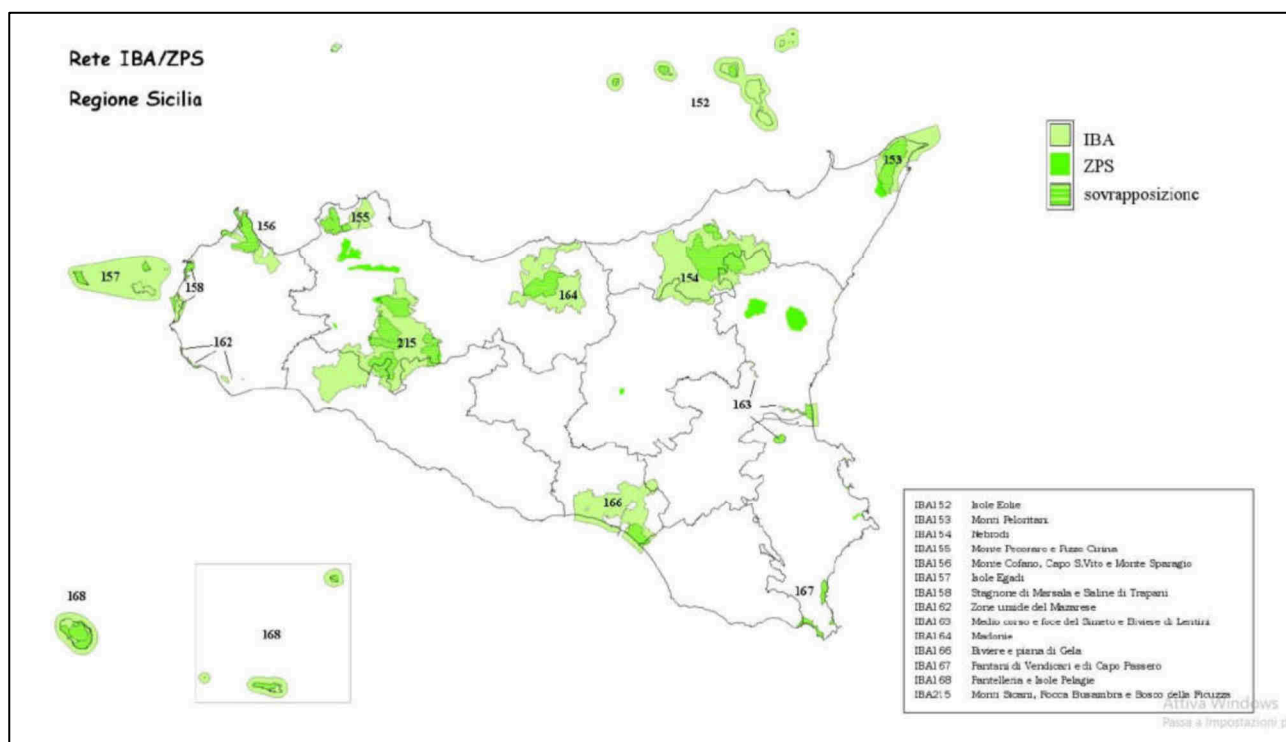 Rete IBA/ZPS
Regione Sicilia
152
IBA
ZPS
sovrapposizione
153
156
155
157
158
154
164
162
215
163
166
167
168
168
IBA152 Isole Eolie
IBA153 Monti Peloritani
IBA154 Nebrodi
IBA155 Monte Pecoraro e Pizzo Cirina
IBA156 Monte Cofano, Capo S.Vito e Monte Sparagio
IBA157 Isole Egadi
IBA158 Stagnone di Marsala e Saline di Trapani
IBA162 Zone umide del Mazarese
IBA163 Medio corso e foce del Simeto e Biviere di Lentini
IBA164 Madonie
IBA166 Biviere e piana di Gela
IBA167 Pantani di Vendicari e di Capo Passero
IBA168 Pantelleria e Isole Pelagie
IBA215 Monti Sicani, Rocca Busambra e Bosco della Ficuzza
Attiva Windows
Passa a Impostazioni p